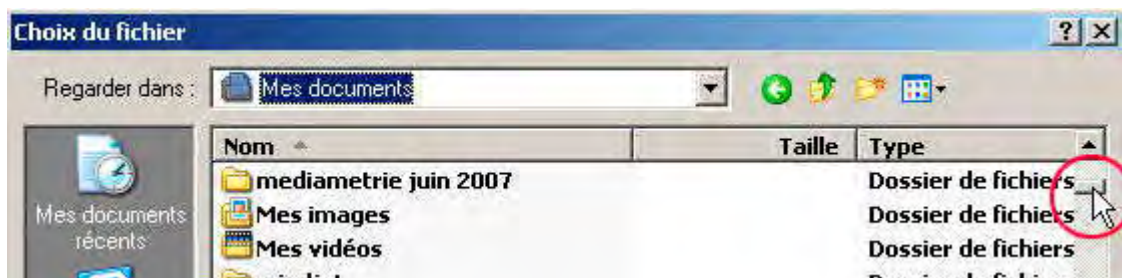 Choix du fichier
Regarder dans :
Mes documents
Nom Taille Type
mediametrie juin 2007 Dossier de fichiers
Mes images Dossier de fichiers
Mes vidéos Dossier de fichiers
Mes documents
récents